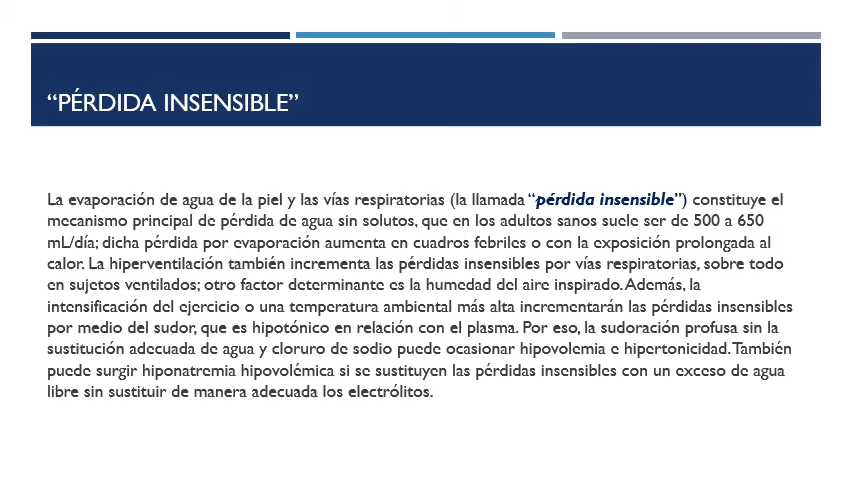 “PÉRDIDA INSENSIBLE”
La evaporación de agua de la piel y las vías respiratorias (la llamada “pérdida insensible”) constituye el
mecanismo principal de pérdida de agua sin solutos, que en los adultos sanos suele ser de 500 a 650
mL/día; dicha pérdida por evaporación aumenta en cuadros febriles o con la exposición prolongada al
calor. La hiperventilación también incrementa las pérdidas insensibles por vías respiratorias, sobre todo
en sujetos ventilados; otro factor determinante es la humedad del aire inspirado. Además, la
intensificación del ejercicio o una temperatura ambiental más alta incrementarán las pérdidas insensibles
por medio del sudor, que es hipotónico en relación con el plasma. Por eso, la sudoración profusa sin la
sustitución adecuada de agua y cloruro de sodio puede ocasionar hipovolemia e hipertonicidad. También
puede surgir hiponatremia hipovolémica si se sustituyen las pérdidas insensibles con un exceso de agua
libre sin sustituir de manera adecuada los electrólitos.